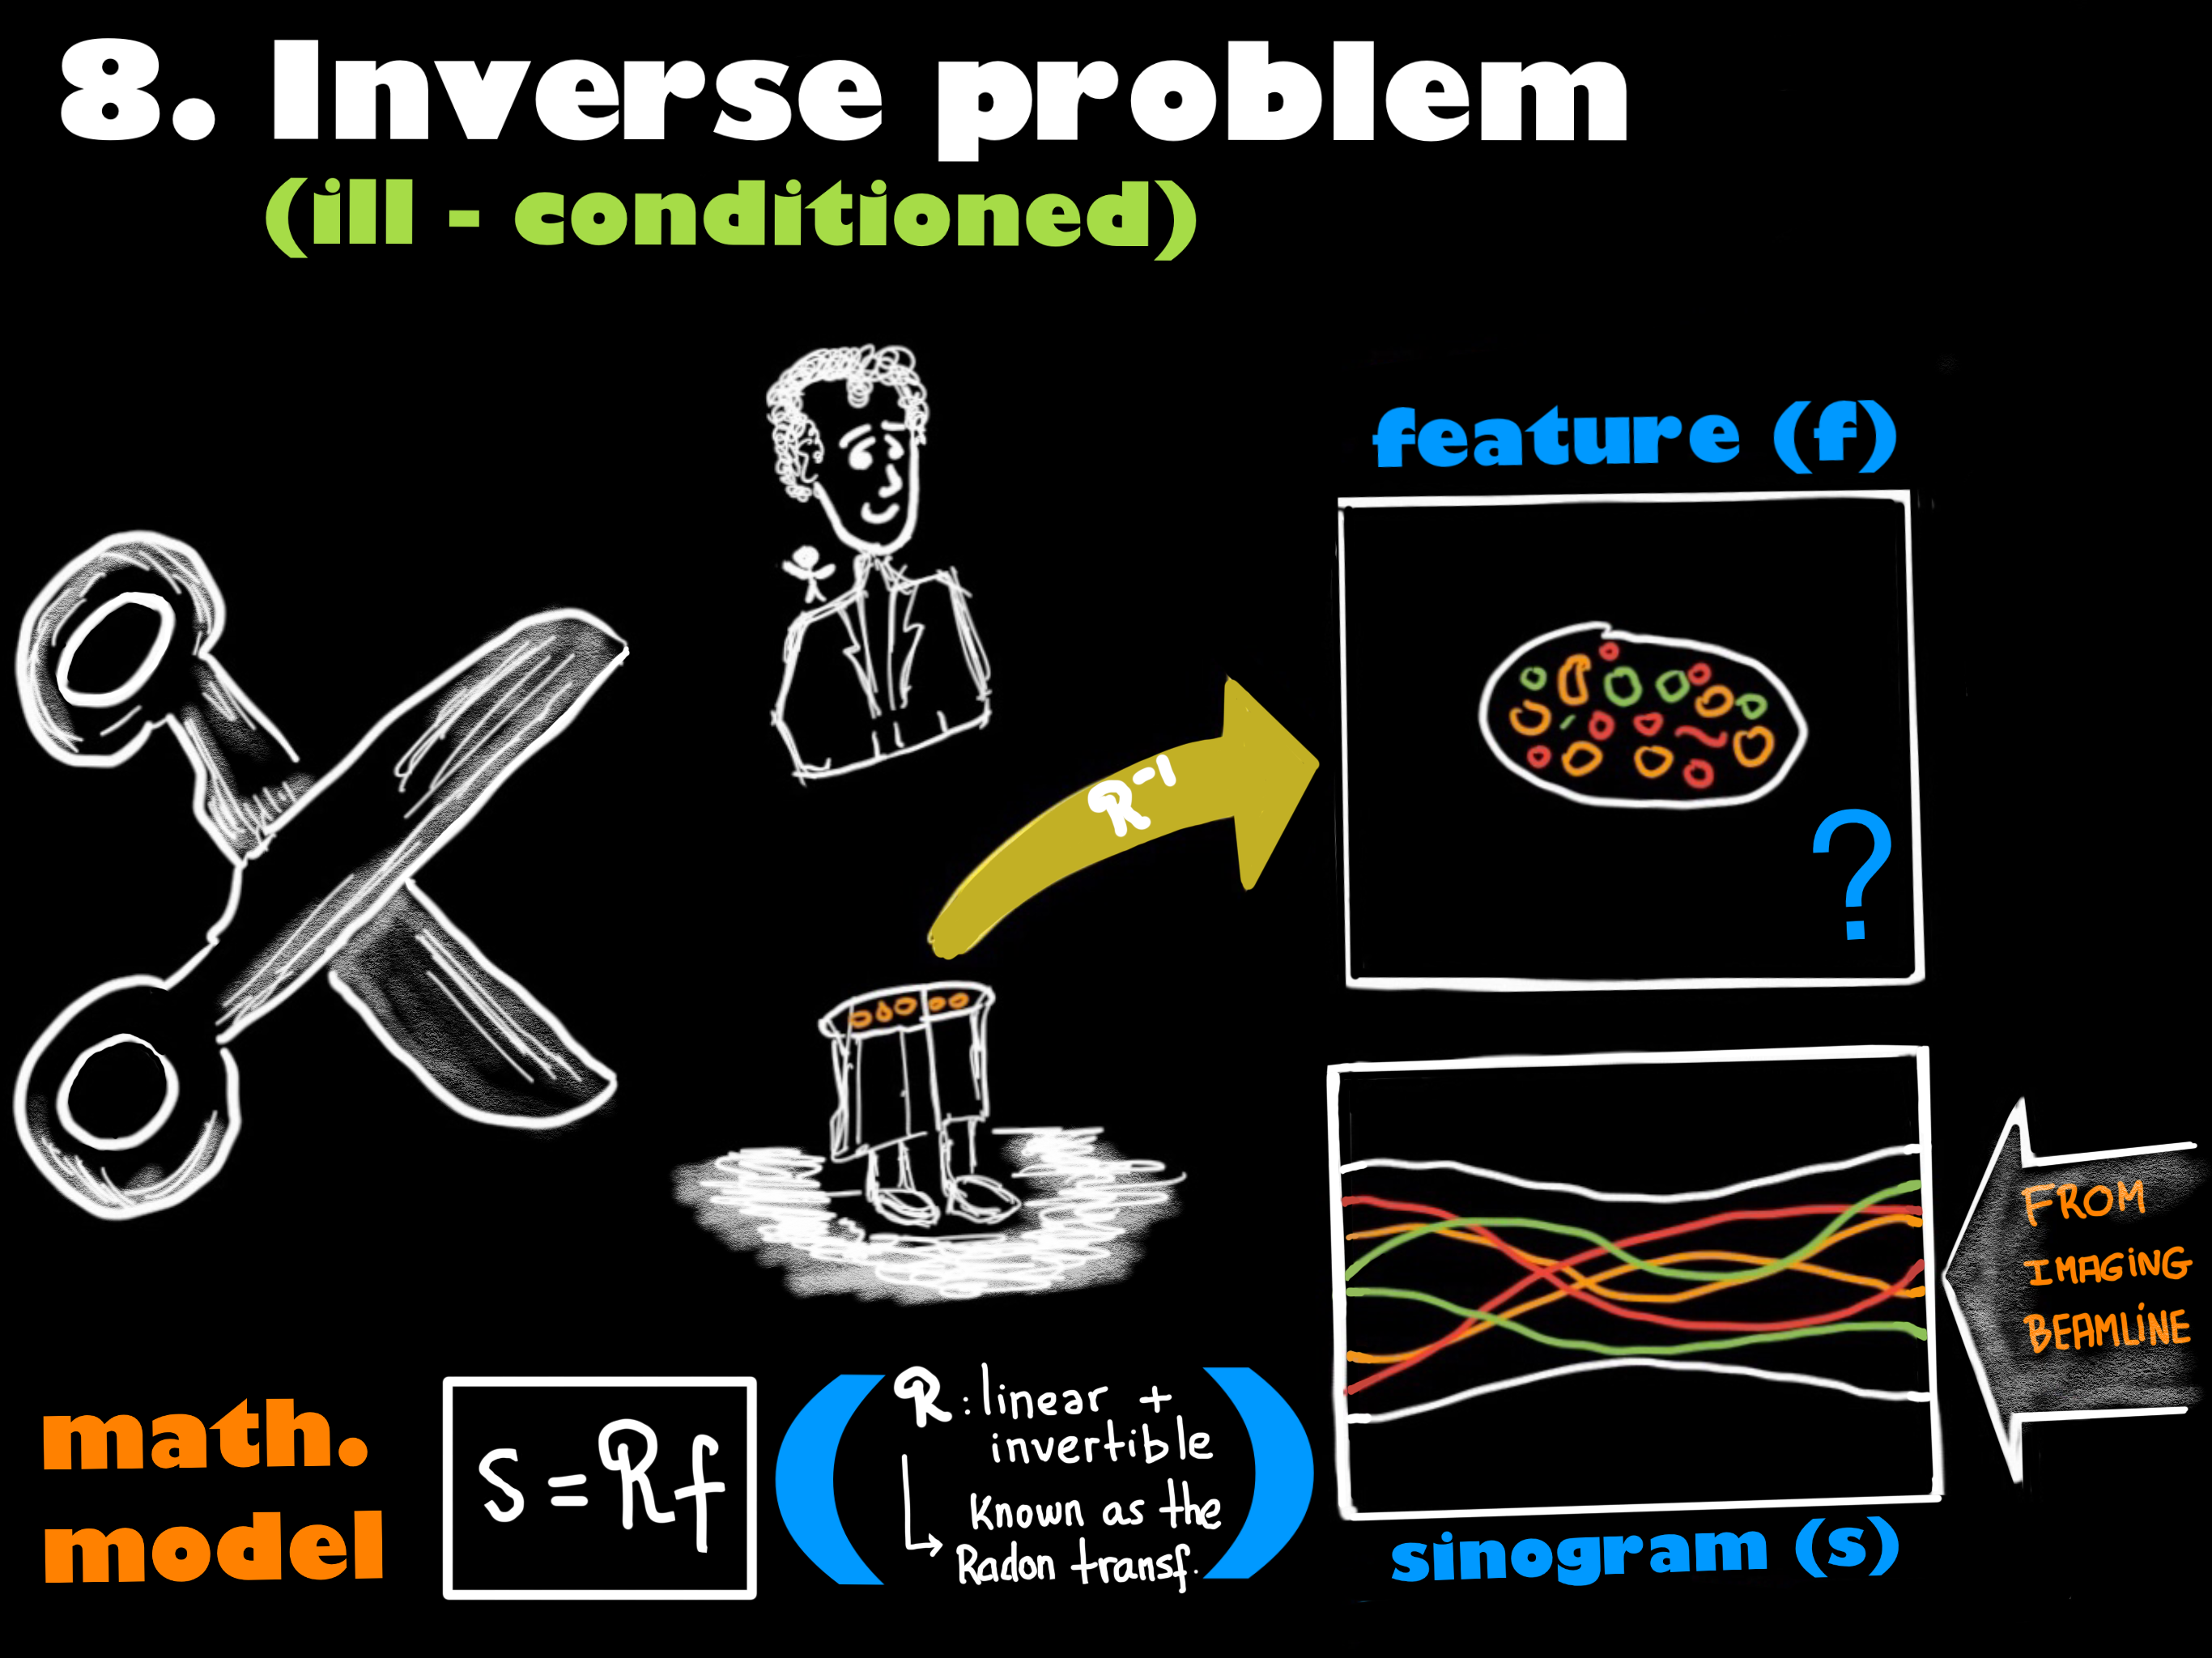 8. Inverse problem
(ill - conditioned)
feature (f)
R⁻¹
?
FROM
IMAGING
BEAMLINE
math.
model
s = Rf
R : linear +
invertible
Known as the
Radon transf.
sinogram (s)